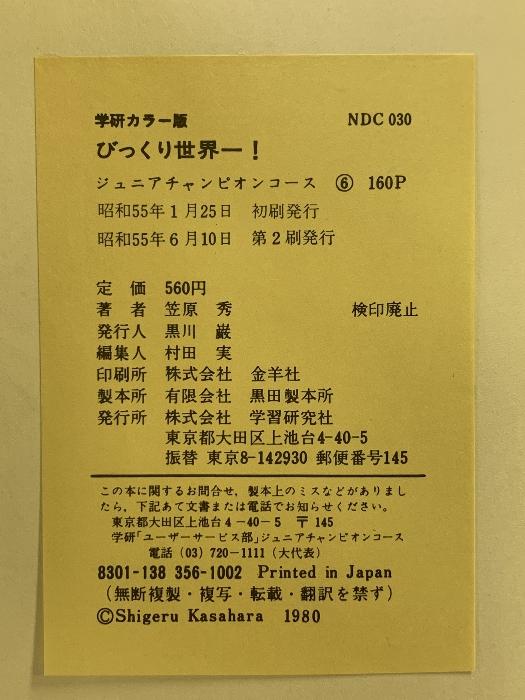 学研カラー版 NDC 030
びっくり世界一！
ジュニアチャンピオンコース ⑥ 160P
昭和55年1月25日 初刷発行
昭和55年6月10日 第2刷発行
定価 560円
著者 笠原 秀 検印廃止
発行人 黒川 巌
編集人 村田 実
印刷所 株式会社 金羊社
製本所 有限会社 黒田製本所
発行所 株式会社 学習研究社
東京都大田区上池台4-40-5
振替 東京8-142930 郵便番号145
この本に関するお問合せ，製本上のミスなどがありまし
たら，下記あて文書または電話でお知らせください。
東京都大田区上池台4－40－5 〒145
学研「ユーザーサービス部」ジュニアチャンピオンコース
電話（03）720-1111（大代表）
8301-138 356-1002 Printed in Japan
（無断複製・複写・転載・翻訳を禁ず）
©Shigeru Kasahara 1980